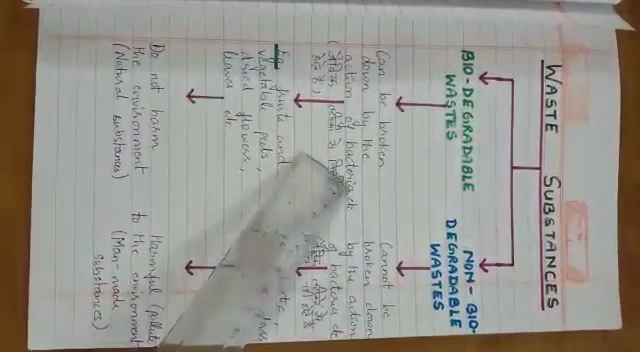 WASTE SUBSTANCES
BIO-DEGRADABLE
WASTES
Can be broken
down by the
action of bacteria etc
Eg fruits and
vegetable peels,
dried flowers,
leaves etc.
Do not harm
the environment
(Natural substances)
NON-BIO-
DEGRADABLE
WASTES
Cannot be
broken down
by the action
of bacteria etc
Harmful (pollute)
to the environment
(Man-made
substances)